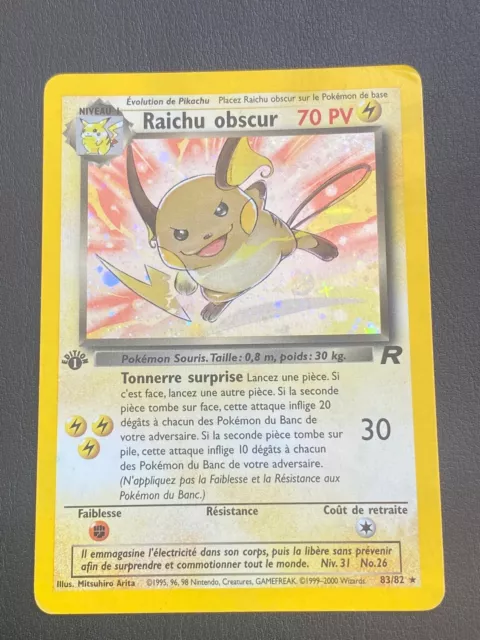 Évolution de Pikachu Placez Raichu obscur sur le Pokémon de base
NIVEAU 1
Raichu obscur 70 PV
Pokémon Souris. Taille: 0,8 m, poids: 30 kg.
EDITION 1
R
Tonnerre surprise Lancez une pièce. Si
c'est face, lancez une autre pièce. Si la seconde
pièce tombe sur face, cette attaque inflige 20
dégâts à chacun des Pokémon du Banc de
votre adversaire. Si la seconde pièce tombe sur
pile, cette attaque inflige 10 dégâts à chacun
des Pokémon du Banc de votre adversaire.
(N'appliquez pas la Faiblesse et la Résistance aux
Pokémon du Banc.)
30
Faiblesse Résistance Coût de retraite
Il emmagasine l'électricité dans son corps, puis la libère sans prévenir
afin de surprendre et commotionner tout le monde. Niv. 31 No. 26
Illus. Mitsuhiro Arita ©1995, 96, 98 Nintendo, Creatures, GAMEFREAK. ©1999-2000 Wizards. 83/82 ★